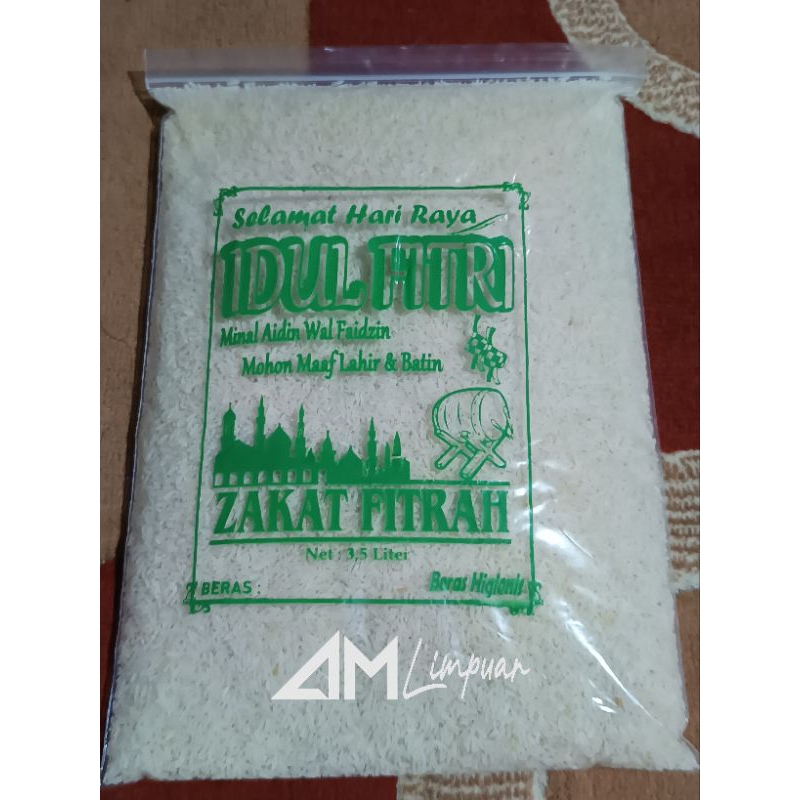 Selamat Hari Raya
IDUL FITRI
Minal Aidin Wal Faidzin
Mohon Maaf Lahir & Batin
ZAKAT FITRAH
Net : 3,5 Liter
BERAS :
Beras Higienis
AM Limpuan